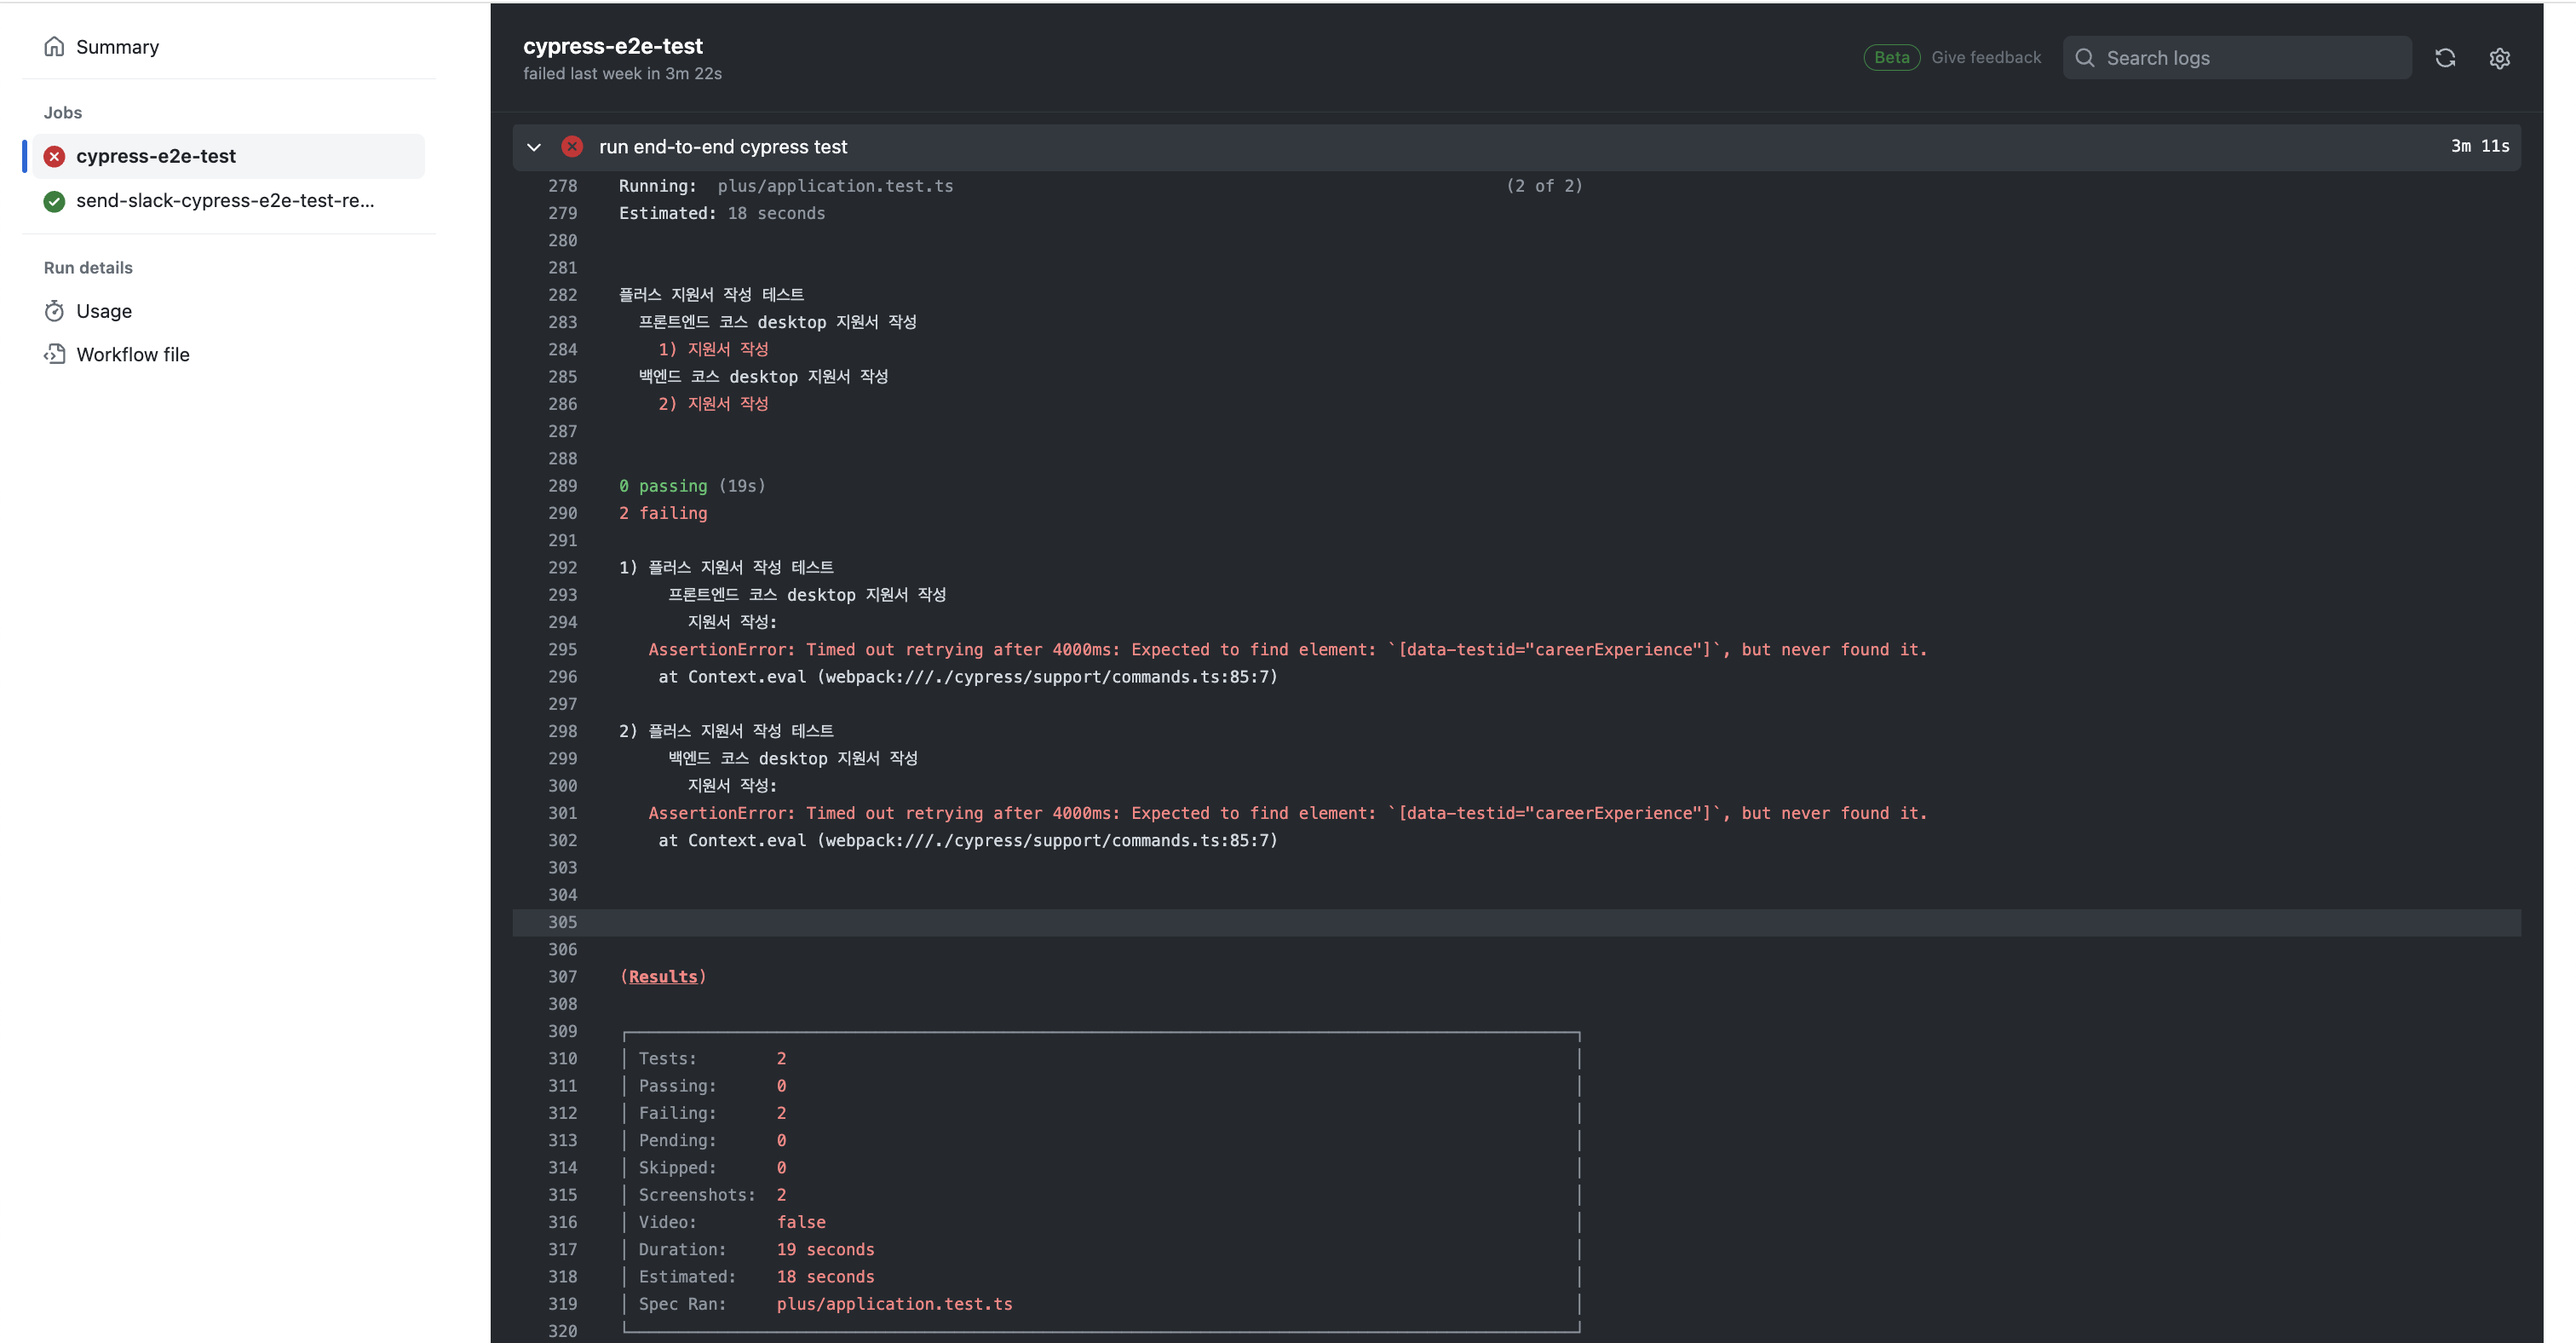 Summary
Jobs
cypress-e2e-test
send-slack-cypress-e2e-test-re...
Run details
Usage
Workflow file
cypress-e2e-test
failed last week in 3m 22s
Beta Give feedback
Search logs
run end-to-end cypress test 3m 11s
278 Running: plus/application.test.ts (2 of 2)
279 Estimated: 18 seconds
280
281
282 플러스 지원서 작성 테스트
283 프론트엔드 코스 desktop 지원서 작성
284 1) 지원서 작성
285 백엔드 코스 desktop 지원서 작성
286 2) 지원서 작성
287
288
289 0 passing (19s)
290 2 failing
291
292 1) 플러스 지원서 작성 테스트
293 프론트엔드 코스 desktop 지원서 작성
294 지원서 작성:
295 AssertionError: Timed out retrying after 4000ms: Expected to find element: `[data-testid="careerExperience"]`, but never found it.
296 at Context.eval (webpack:///./cypress/support/commands.ts:85:7)
297
298 2) 플러스 지원서 작성 테스트
299 백엔드 코스 desktop 지원서 작성
300 지원서 작성:
301 AssertionError: Timed out retrying after 4000ms: Expected to find element: `[data-testid="careerExperience"]`, but never found it.
302 at Context.eval (webpack:///./cypress/support/commands.ts:85:7)
303
304
305
306
307 (Results)
308
309
310 Tests: 2
311 Passing: 0
312 Failing: 2
313 Pending: 0
314 Skipped: 0
315 Screenshots: 2
316 Video: false
317 Duration: 19 seconds
318 Estimated: 18 seconds
319 Spec Ran: plus/application.test.ts
320